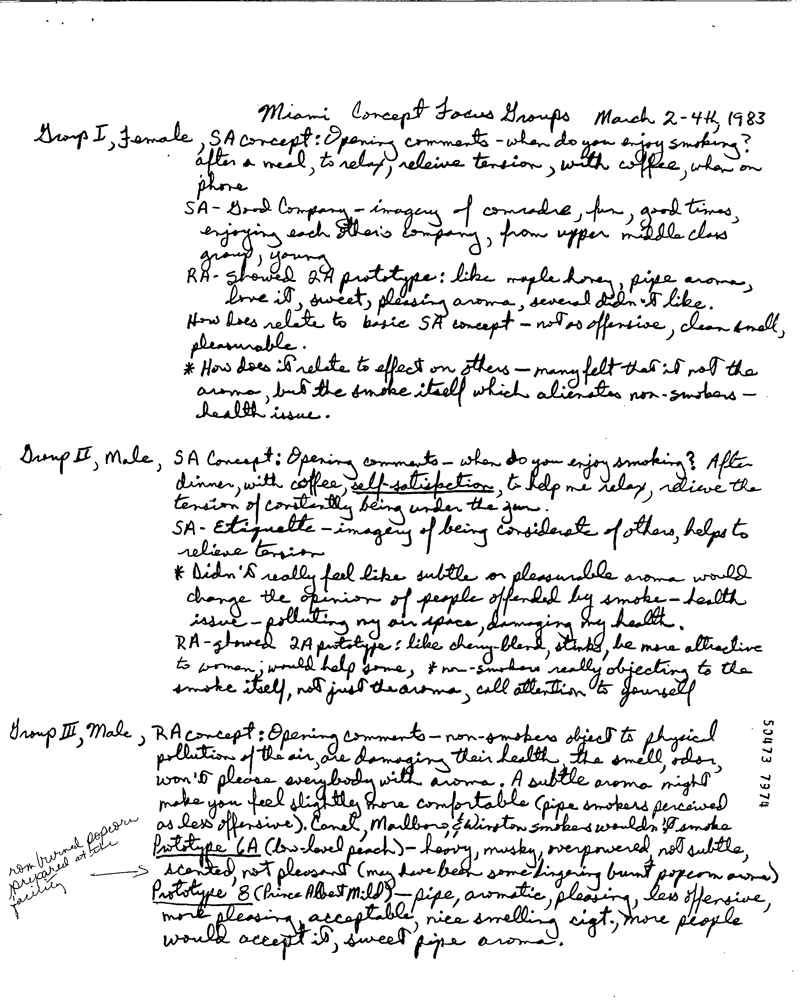 Miami Concept Focus Groups March 2-4th, 1983
Group I, Female, SA concept: Opening comments - when do you enjoy smoking?
after a meal, to relax, releive tension, with coffee, when on
phone
SA - Good Company - imagery of comradre, fun, good times,
enjoying each other's company, from upper middle class
group, young
RA - showed 2A prototype: like maple honey, pipe aroma,
love it, sweet, pleasing aroma, several didn't like.
How does relate to basic SA concept - not as offensive, clean smell,
pleasurable.
* How does it relate to effect on others - many felt that it not the
aroma, but the smoke itself which alienates non-smokers -
health issue.
Group II, Male, SA Concept: Opening comments - when do you enjoy smoking? After
dinner, with coffee, self-satisfaction, to help me relax, relieve the
tension of constantly being under the gun.
SA - Etiquette - imagery of being considerate of others, helps to
relieve tension
* Didn't really feel like subtle or pleasurable aroma would
change the opinion of people offended by smoke - health
issue - polluting my air space, damaging my health.
RA - showed 2A prototype: like cherry-blend, stinks, be more attractive
to women; would help some, * non-smokers really objecting to the
smoke itself, not just the aroma, call attention to yourself
Group III, Male, RA concept: Opening comments - non-smokers object to physical
pollution of the air, are damaging their health, the smell, odor,
won't please everybody with aroma. A subtle aroma might
make you feel slightly more comfortable (pipe smokers perceived
as less offensive). Camel, Marlboro, & Winston smokers wouldn't smoke
Prototype 6A (low-level peach) - heavy, musky, overpowered not subtle,
scented, not pleasant (may have been some lingering burnt popcorn aroma)
Prototype 8 (Prince Albert Mild) - pipe, aromatic, pleasing, less offensive,
more pleasing, acceptable, nice smelling cigt., more people
would accept it, sweet pipe aroma.
burned popcorn
prepared at the
facility
50473 7974